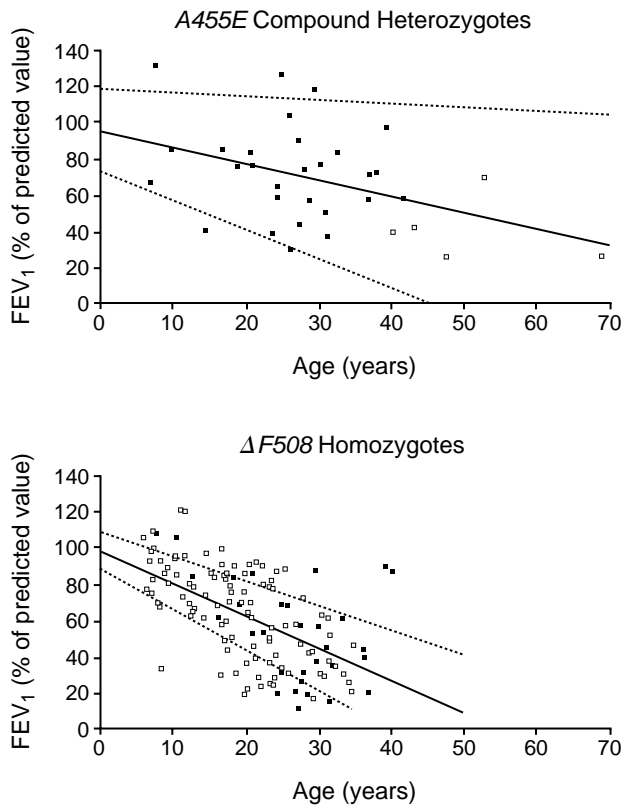 A455E Compound Heterozygotes
FEV1 (% of predicted value)
140
120
100
80
60
40
20
0
0 10 20 30 40 50 60 70
Age (years)
ΔF508 Homozygotes
FEV1 (% of predicted value)
140
120
100
80
60
40
20
0
0 10 20 30 40 50 60 70
Age (years)